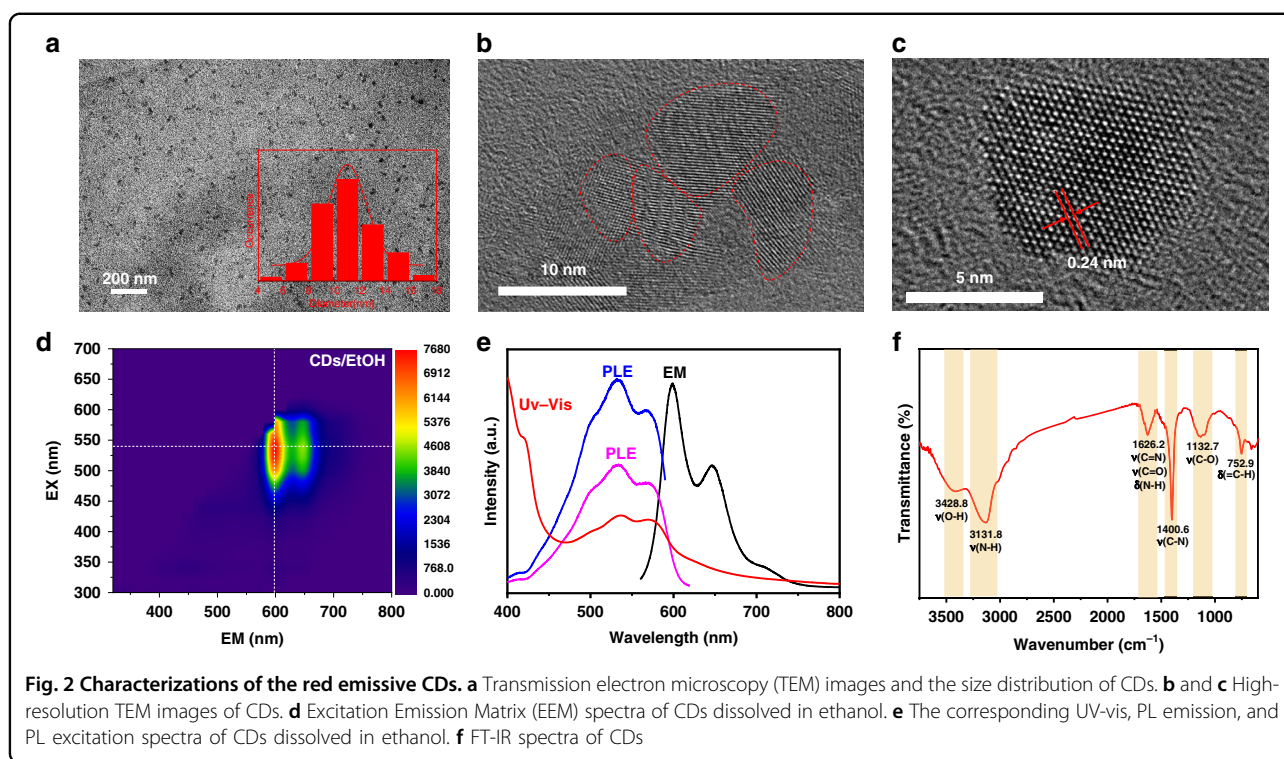 a
200 nm
b
10 nm
c
0.24 nm
5 nm
d
CDs/EtOH
700
650
600
550
500
450
400
350
300
EX (nm)
400 500 600 700 800
EM (nm)
7680
6912
6144
5376
4608
3840
3072
2304
1536
768.0
0.000
e
PLE
EM
Uv–Vis
PLE
Intensity (a.u.)
400 500 600 700 800
Wavelength (nm)
f
Transmittance (%)
3428.8
ν(O-H)
3131.8
ν(N-H)
1626.2
ν(C=N)
ν(C=O)
δ(N-H)
1400.6
ν(C-N)
1132.7
ν(C-O)
752.9
δ(=C-H)
3500 3000 2500 2000 1500 1000
Wavenumber (cm⁻¹)
Fig. 2 Characterizations of the red emissive CDs. a Transmission electron microscopy (TEM) images and the size distribution of CDs. b and c High-
resolution TEM images of CDs. d Excitation Emission Matrix (EEM) spectra of CDs dissolved in ethanol. e The corresponding UV-vis, PL emission, and
PL excitation spectra of CDs dissolved in ethanol. f FT-IR spectra of CDs